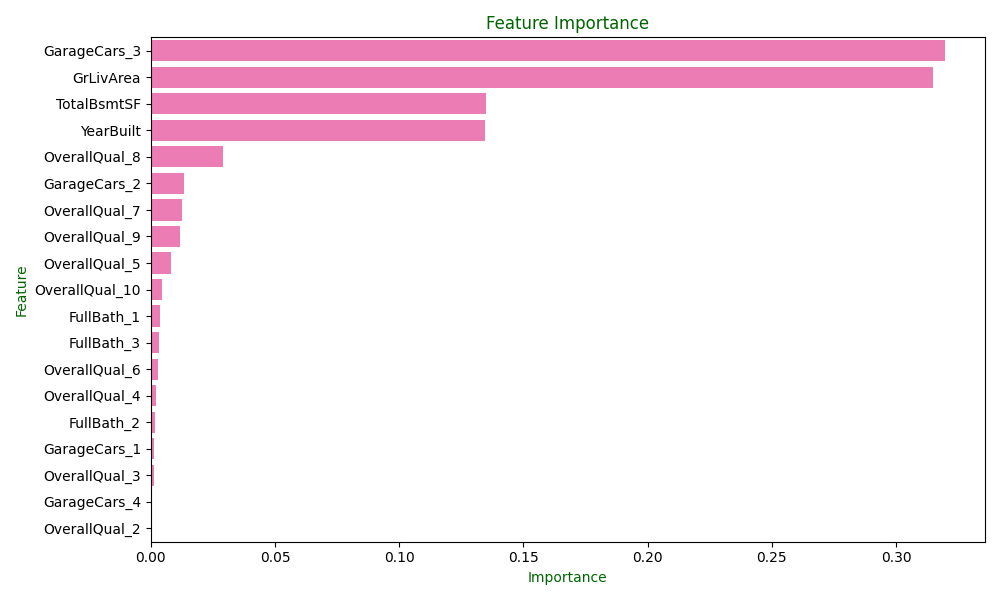 Feature Importance
GarageCars_3
GrLivArea
TotalBsmtSF
YearBuilt
OverallQual_8
GarageCars_2
OverallQual_7
OverallQual_9
OverallQual_5
OverallQual_10
FullBath_1
FullBath_3
OverallQual_6
OverallQual_4
FullBath_2
GarageCars_1
OverallQual_3
GarageCars_4
OverallQual_2
Feature
0.00 0.05 0.10 0.15 0.20 0.25 0.30
Importance